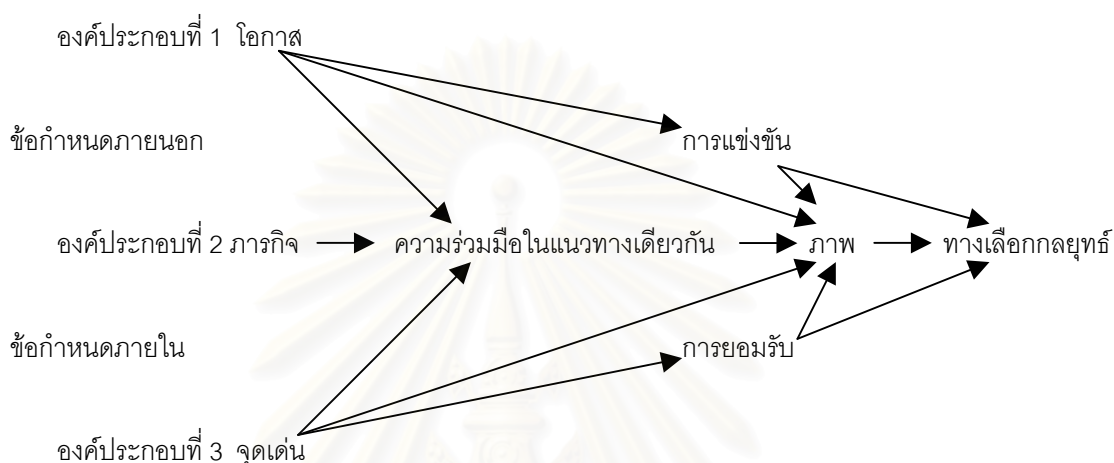 องค์ประกอบที่ 1 โอกาส
ข้อกำหนดภายนอก การแข่งขัน
องค์ประกอบที่ 2 ภารกิจ ความร่วมมือในแนวทางเดียวกัน ภาพ ทางเลือกกลยุทธ์
ข้อกำหนดภายใน การยอมรับ
องค์ประกอบที่ 3 จุดเด่น